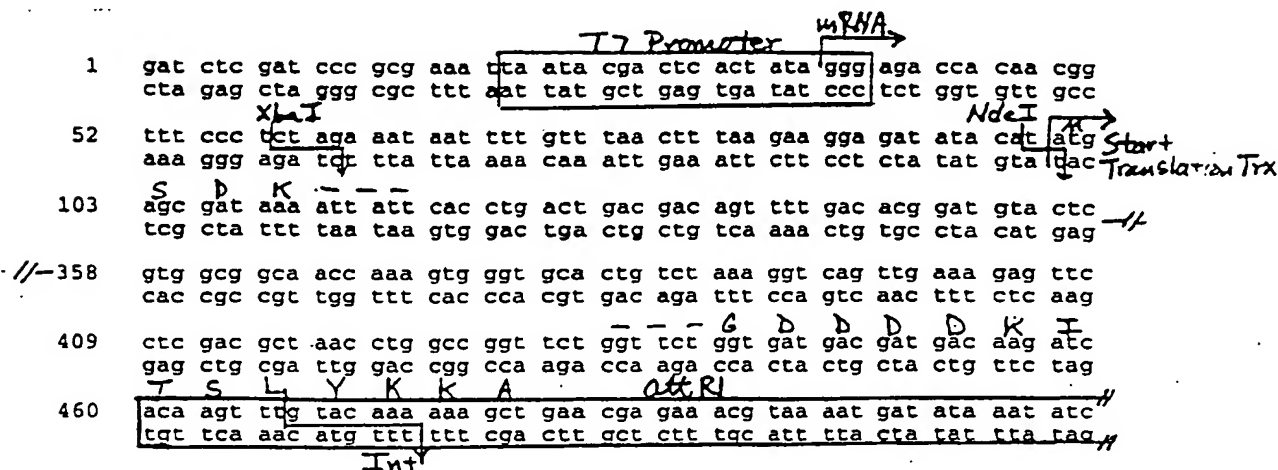 T7 Promoter mRNA
1 gat ctc gat ccc gcg aaa tta ata cga ctc act ata ggg aga cca caa cgg
cta gag cta ggg cgc ttt aat tat gct gag tga tat ccc tct ggt gtt gcc
XbaI NdeI
52 ttt ccc tct aga aat aat ttt gtt taa ctt taa gaa gga gat ata cat atg
M Start
aaa ggg aga tct tta tta aaa caa att gaa att ctt cct cta tat gta tac
Translation Trx
S D K - - -
103 agc gat aaa att att cac ctg act gac gac agt ttt gac acg gat gta ctc
tcg cta ttt taa taa gtg gac tga ctg ctg tca aaa ctg tgc cta cat gag
358 gtg gcg gca acc aaa gtg ggt gca ctg tct aaa ggt cag ttg aaa gag ttc
cac cgc cgt tgg ttt cac cca cgt gac aga ttt cca gtc aac ttt ctc aag
- - - G D D D D K I
409 ctc gac gct aac ctg gcc ggt tct ggt tct ggt gat gac gat gac aag atc
gag ctg cga ttg gac cgg cca aga cca aga cca cta ctg cta ctg ttc tag
T S L Y K K A attR1
460 aca agt ttg tac aaa aaa gct gaa cga gaa acg taa aat gat ata aat atc
tgt tca aac atg ttt ttt cga ctt gct ctt tgc att tta cta tat tta tag
Int